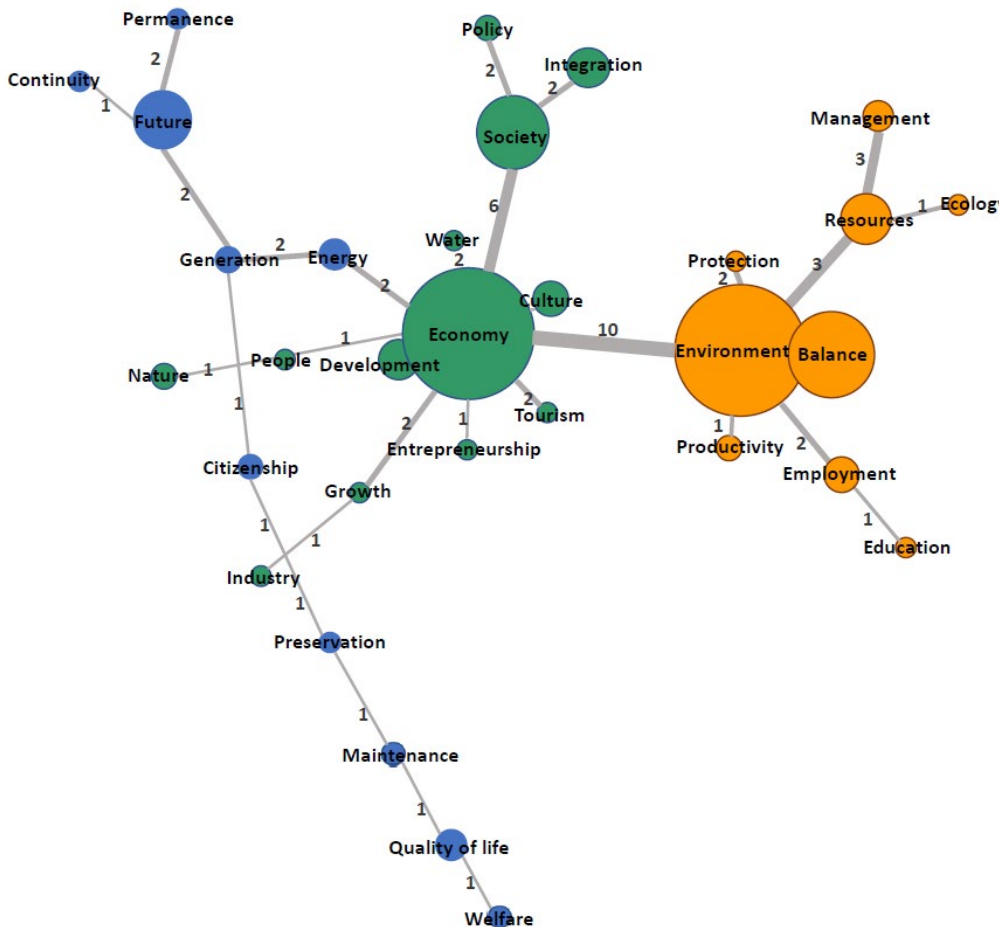 Permanence
2
Continuity
1
Future
2
Policy
2
Integration
2
Society
6
Management
3
Resources
1
Ecology
3
Protection
2
Water
2
Generation
2
Energy
2
Culture
Economy
10
Environment
Balance
1
People
1
Nature
Development
2
Tourism
2
1
Entrepreneurship
1
Productivity
2
Employment
1
Education
1
Citizenship
Growth
1
1
Industry
1
Preservation
1
Maintenance
1
Quality of life
1
Welfare